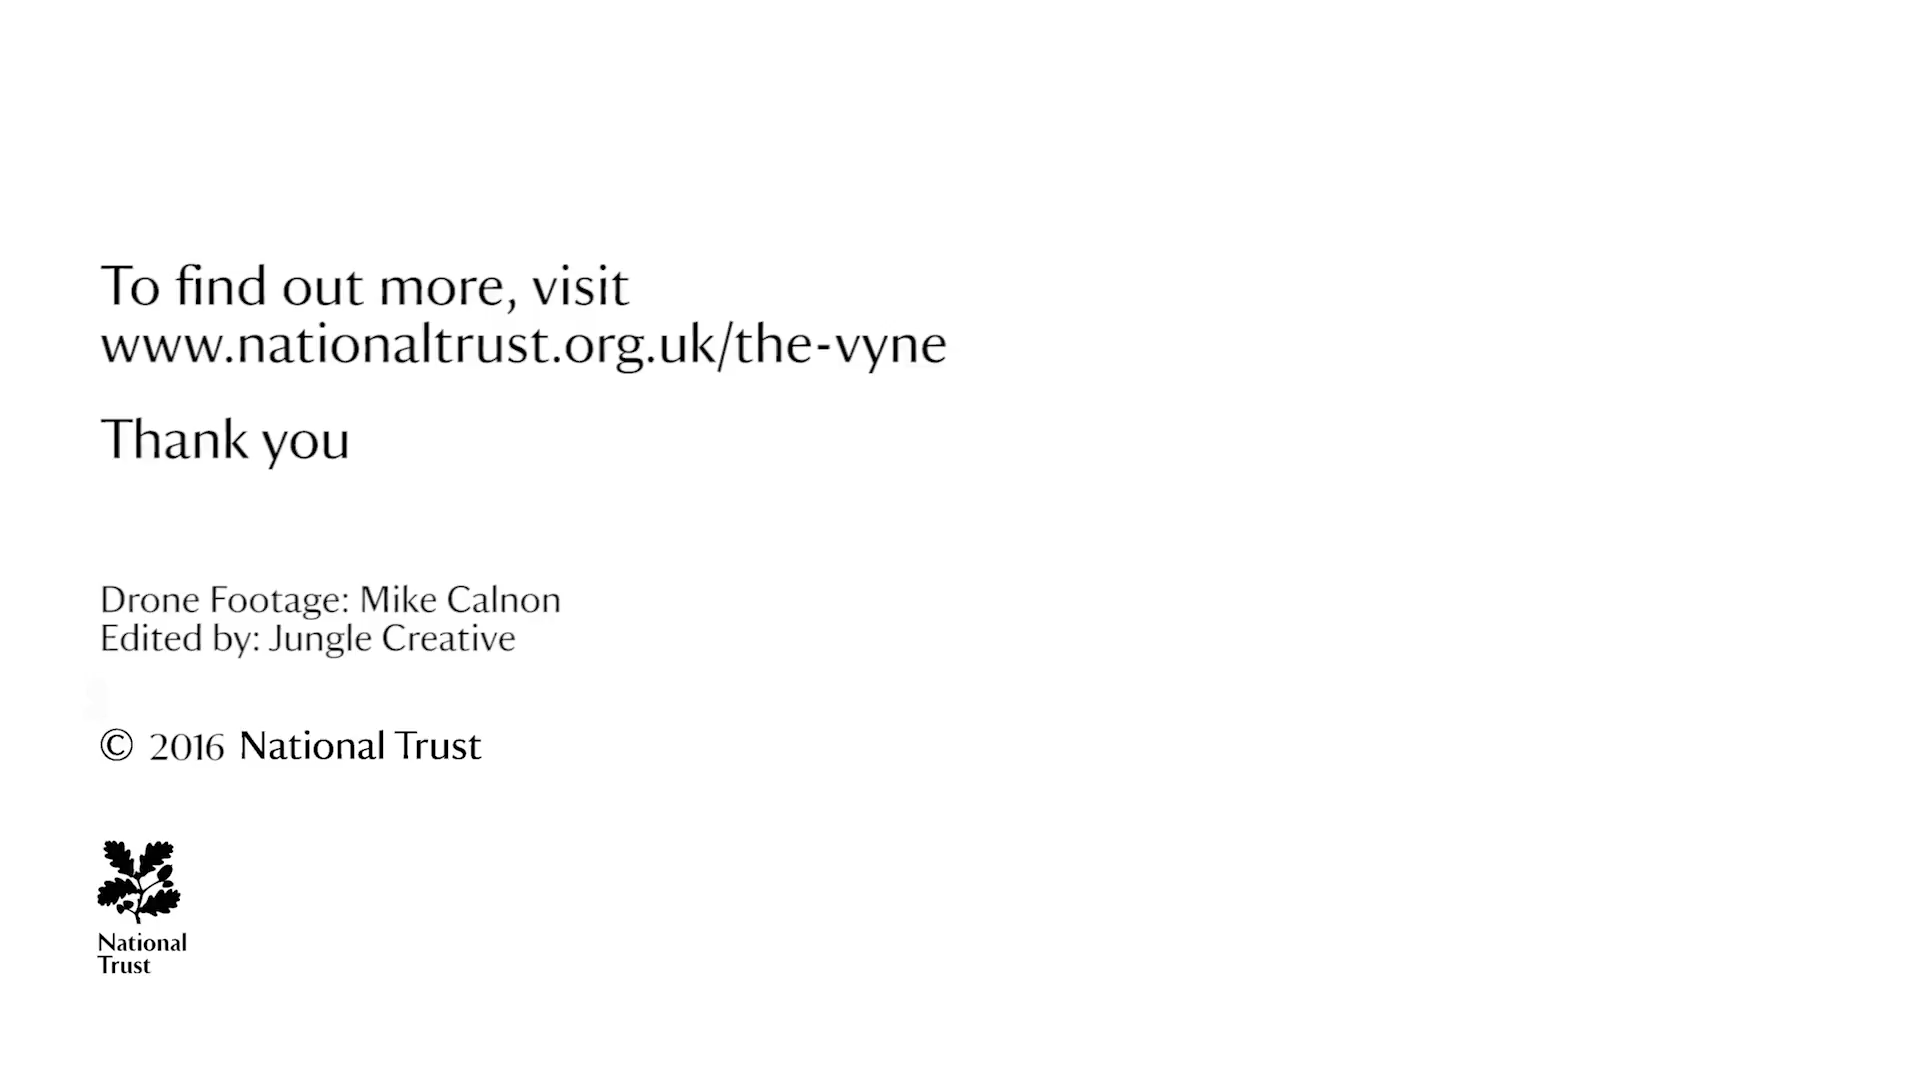 To find out more, visit
www.nationaltrust.org.uk/the-vyne
Thank you
Drone Footage: Mike Calnon
Edited by: Jungle Creative
© 2016 National Trust
National
Trust